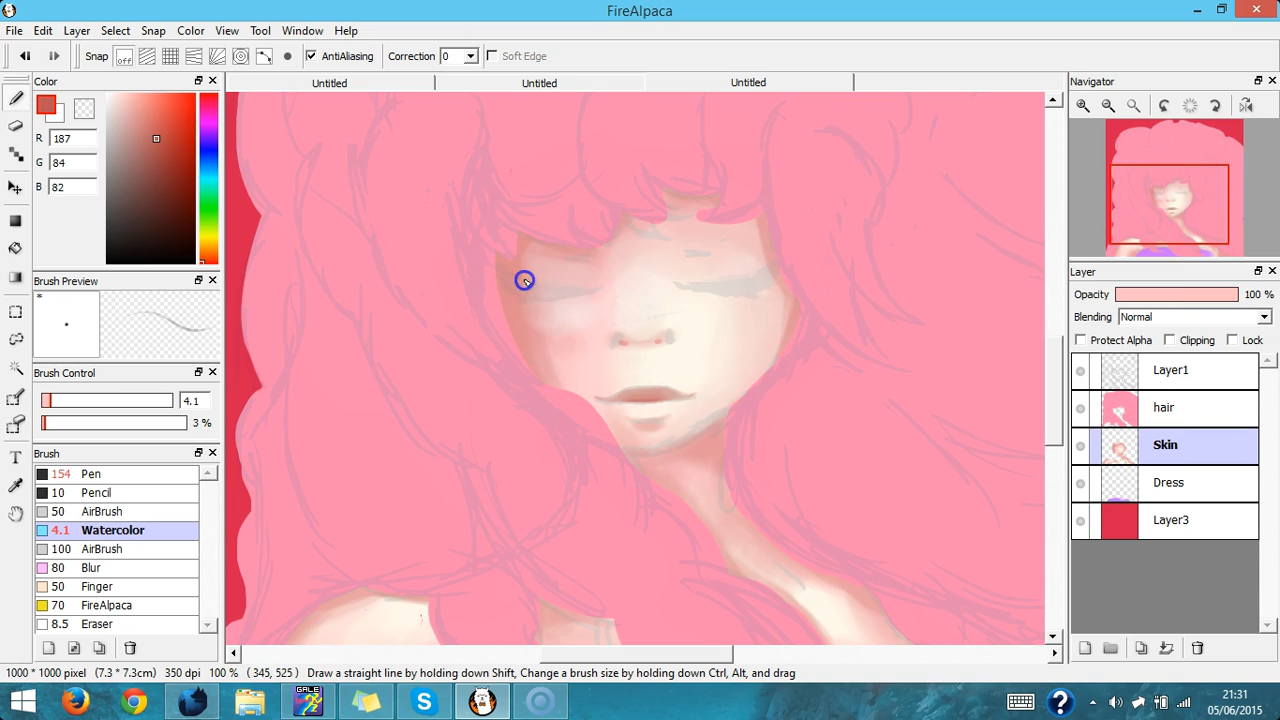 FireAlpaca
File Edit Layer Select Snap Color View Tool Window Help
Snap OFF AntiAliasing Correction 0 Soft Edge
Color
R 187
G 84
B 82
Brush Preview
*
Brush Control
4.1
3 %
Brush
154 Pen
10 Pencil
50 AirBrush
4.1 Watercolor
100 AirBrush
80 Blur
50 Finger
70 FireAlpaca
8.5 Eraser
Untitled Untitled Untitled
Navigator
Layer
Opacity 100 %
Blending Normal
Protect Alpha Clipping Lock
Layer1
hair
Skin
Dress
Layer3
1000 * 1000 pixel (7.3 * 7.3cm) 350 dpi 100 % ( 345, 525 ) Draw a straight line by holding down Shift, Change a brush size by holding down Ctrl, Alt, and drag
GALE
S
?
21:31
05/06/2015